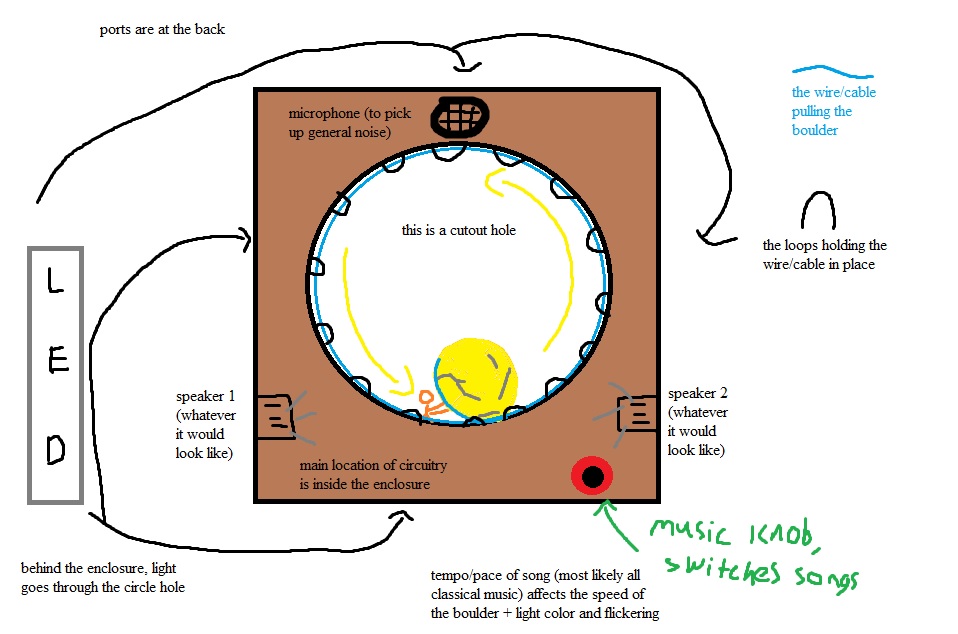 ports are at the back
microphone (to pick
up general noise)
the wire/cable
pulling the
boulder
this is a cutout hole
the loops holding the
wire/cable in place
L
E
D
speaker 1
(whatever
it would
look like)
speaker 2
(whatever
it would
look like)
main location of circuitry
is inside the enclosure
music knob,
switches songs
behind the enclosure, light
goes through the circle hole
tempo/pace of song (most likely all
classical music) affects the speed of
the boulder + light color and flickering